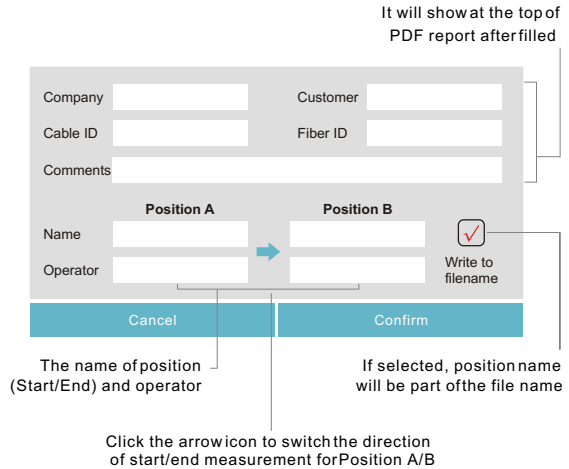 It will show at the top of
PDF report after filled
Company
Customer
Cable ID
Fiber ID
Comments
Position A
Position B
Name
Operator
Write to
filename
Cancel
Confirm
The name of position
(Start/End) and operator
If selected, position name
will be part of the file name
Click the arrow icon to switch the direction
of start/end measurement for Position A/B